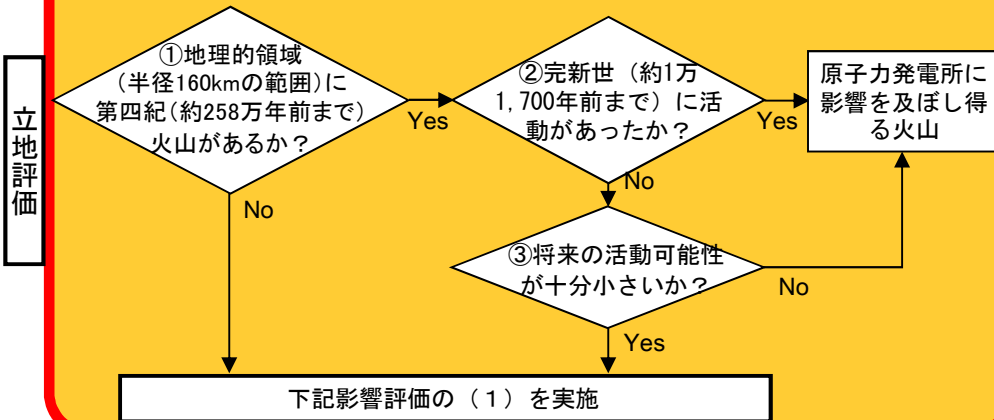 立地評価
①地理的領域
(半径160kmの範囲)に
第四紀(約258万年前まで)
火山があるか？
Yes
②完新世（約1万
1,700年前まで）に活
動があったか？
Yes
原子力発電所に
影響を及ぼし得
る火山
No
No
③将来の活動可能性
が十分小さいか？
No
Yes
下記影響評価の（１）を実施